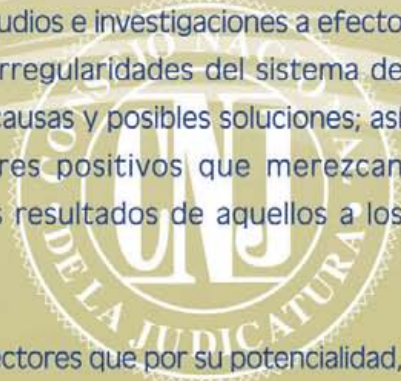 udios e investigaciones a efecto
rregularidades del sistema de
causas y posibles soluciones; así
res positivos que merezcan
s resultados de aquellos a los
ectores que por su potencialidad,
CONSEJO NACIONAL DE LA JUDICATURA
CNJ